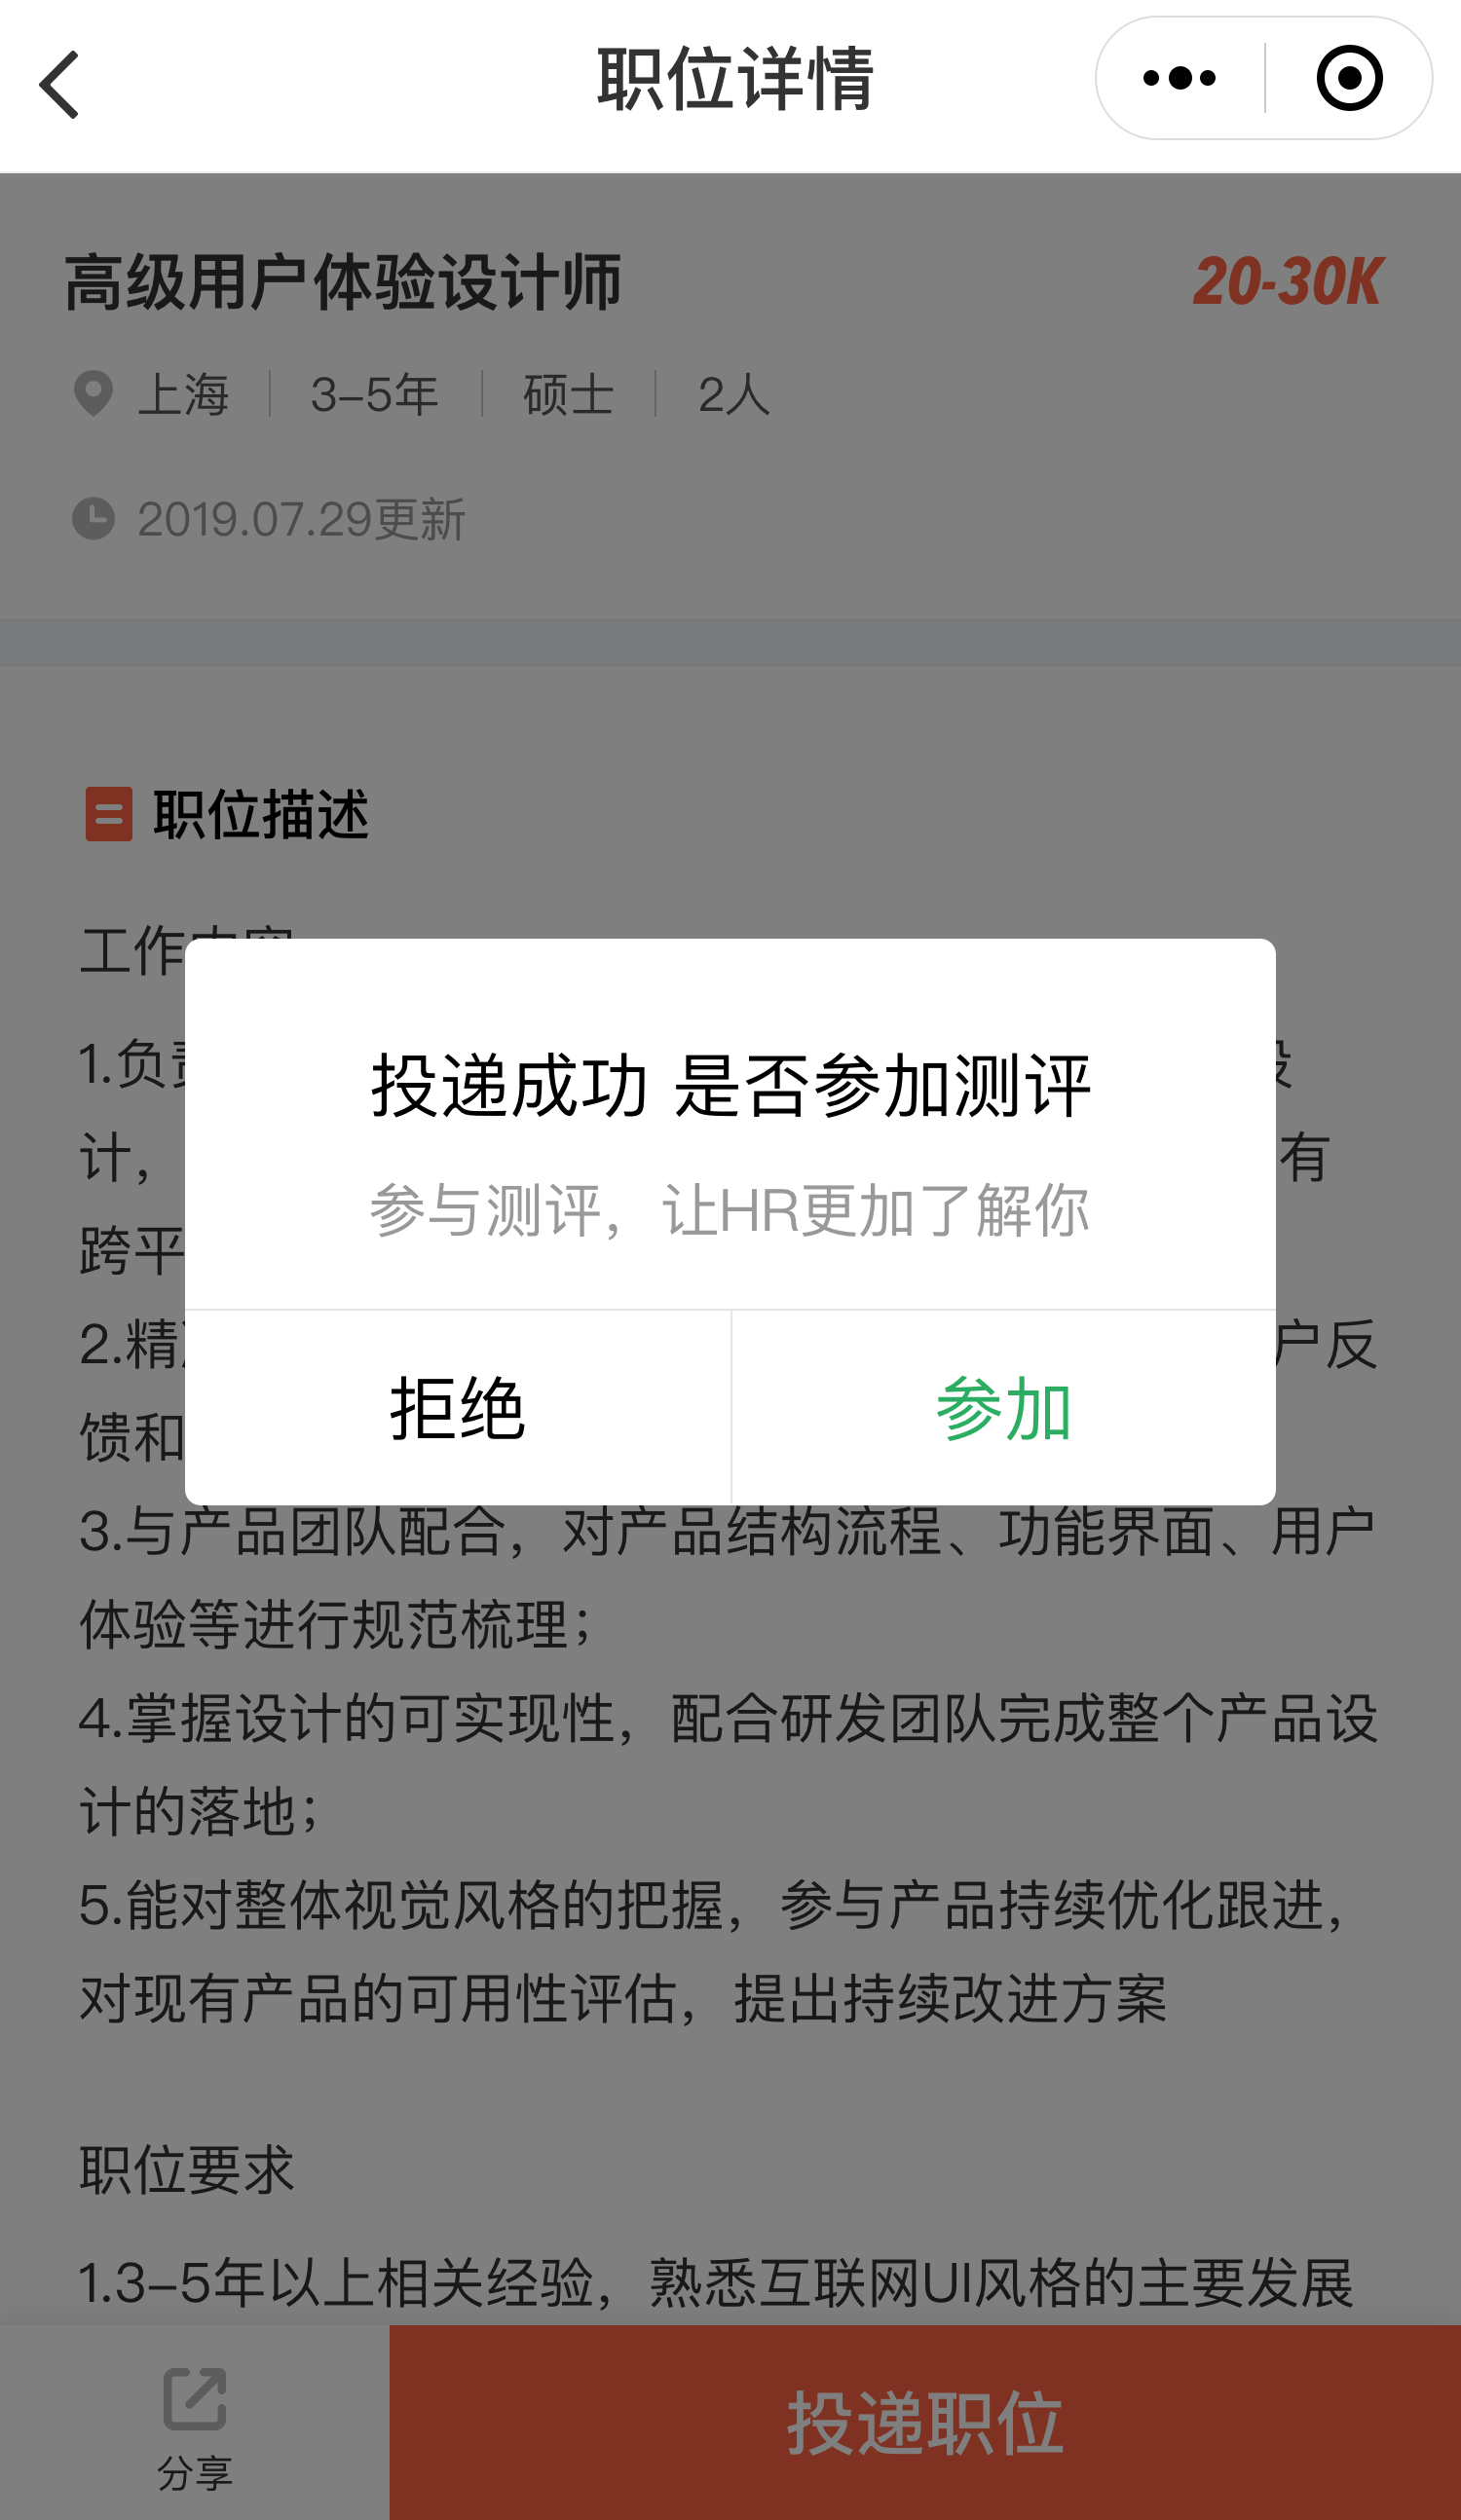 职位详情
高级用户体验设计师
20-30K
上海 3-5年 硕士 2人
2019.07.29更新
职位描述
工作内容
1.负责
计， 有
跨平
2.精 户反
馈和
投递成功 是否参加测评
参与测评，让HR更加了解你
拒绝 参加
3.与产品团队配合，对产品结构流程、功能界面、用户
体验等进行规范梳理；
4.掌握设计的可实现性，配合研发团队完成整个产品设
计的落地；
5.能对整体视觉风格的把握，参与产品持续优化跟进，
对现有产品的可用性评估，提出持续改进方案
职位要求
1.3-5年以上相关经验，熟悉互联网UI风格的主要发展
分享
投递职位